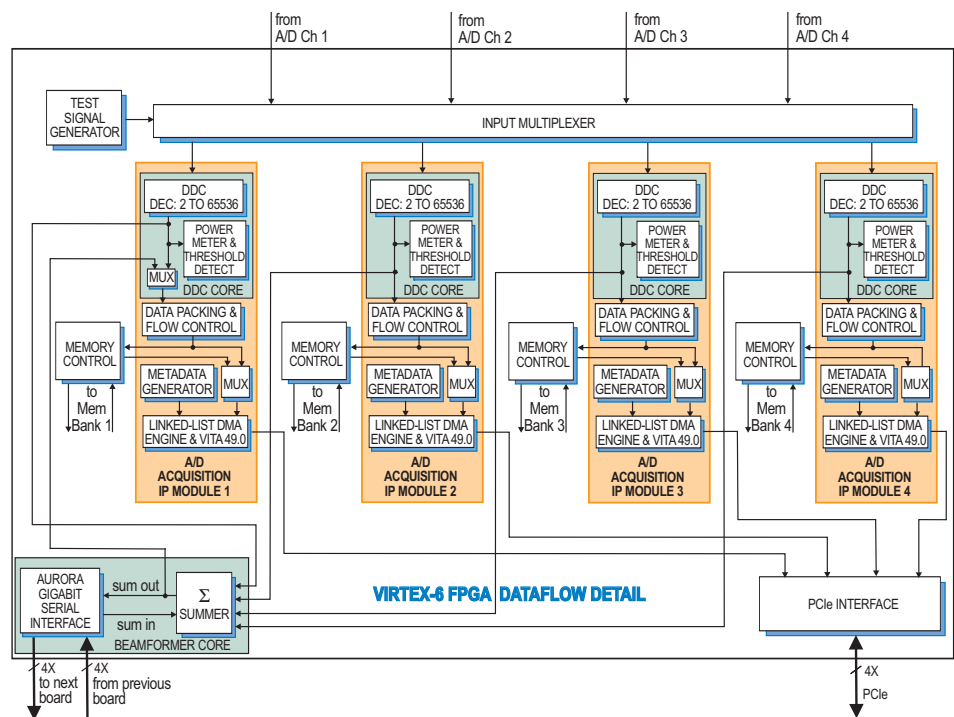 from
A/D Ch 1
from
A/D Ch 2
from
A/D Ch 3
from
A/D Ch 4
TEST
SIGNAL
GENERATOR
INPUT MULTIPLEXER
DDC
DEC: 2 TO 65536
POWER
METER &
THRESHOLD
DETECT
MUX
DDC CORE
DATA PACKING &
FLOW CONTROL
MEMORY
CONTROL
METADATA
GENERATOR
MUX
to
Mem
Bank 1
LINKED-LIST DMA
ENGINE & VITA 49.0
A/D
ACQUISITION
IP MODULE 1
DDC
DEC: 2 TO 65536
POWER
METER &
THRESHOLD
DETECT
DDC CORE
DATA PACKING &
FLOW CONTROL
MEMORY
CONTROL
METADATA
GENERATOR
MUX
to
Mem
Bank 2
LINKED-LIST DMA
ENGINE & VITA 49.0
A/D
ACQUISITION
IP MODULE 2
DDC
DEC: 2 TO 65536
POWER
METER &
THRESHOLD
DETECT
DDC CORE
DATA PACKING &
FLOW CONTROL
MEMORY
CONTROL
METADATA
GENERATOR
MUX
to
Mem
Bank 3
LINKED-LIST DMA
ENGINE & VITA 49.0
A/D
ACQUISITION
IP MODULE 3
DDC
DEC: 2 TO 65536
POWER
METER &
THRESHOLD
DETECT
DDC CORE
DATA PACKING &
FLOW CONTROL
MEMORY
CONTROL
METADATA
GENERATOR
MUX
to
Mem
Bank 4
LINKED-LIST DMA
ENGINE & VITA 49.0
A/D
ACQUISITION
IP MODULE 4
AURORA
GIGABIT
SERIAL
INTERFACE
sum out
sum in
Σ
SUMMER
BEAMFORMER CORE
VIRTEX-6 FPGA DATAFLOW DETAIL
PCIe INTERFACE
4X
to next
board
4X
from previous
board
4X
PCIe